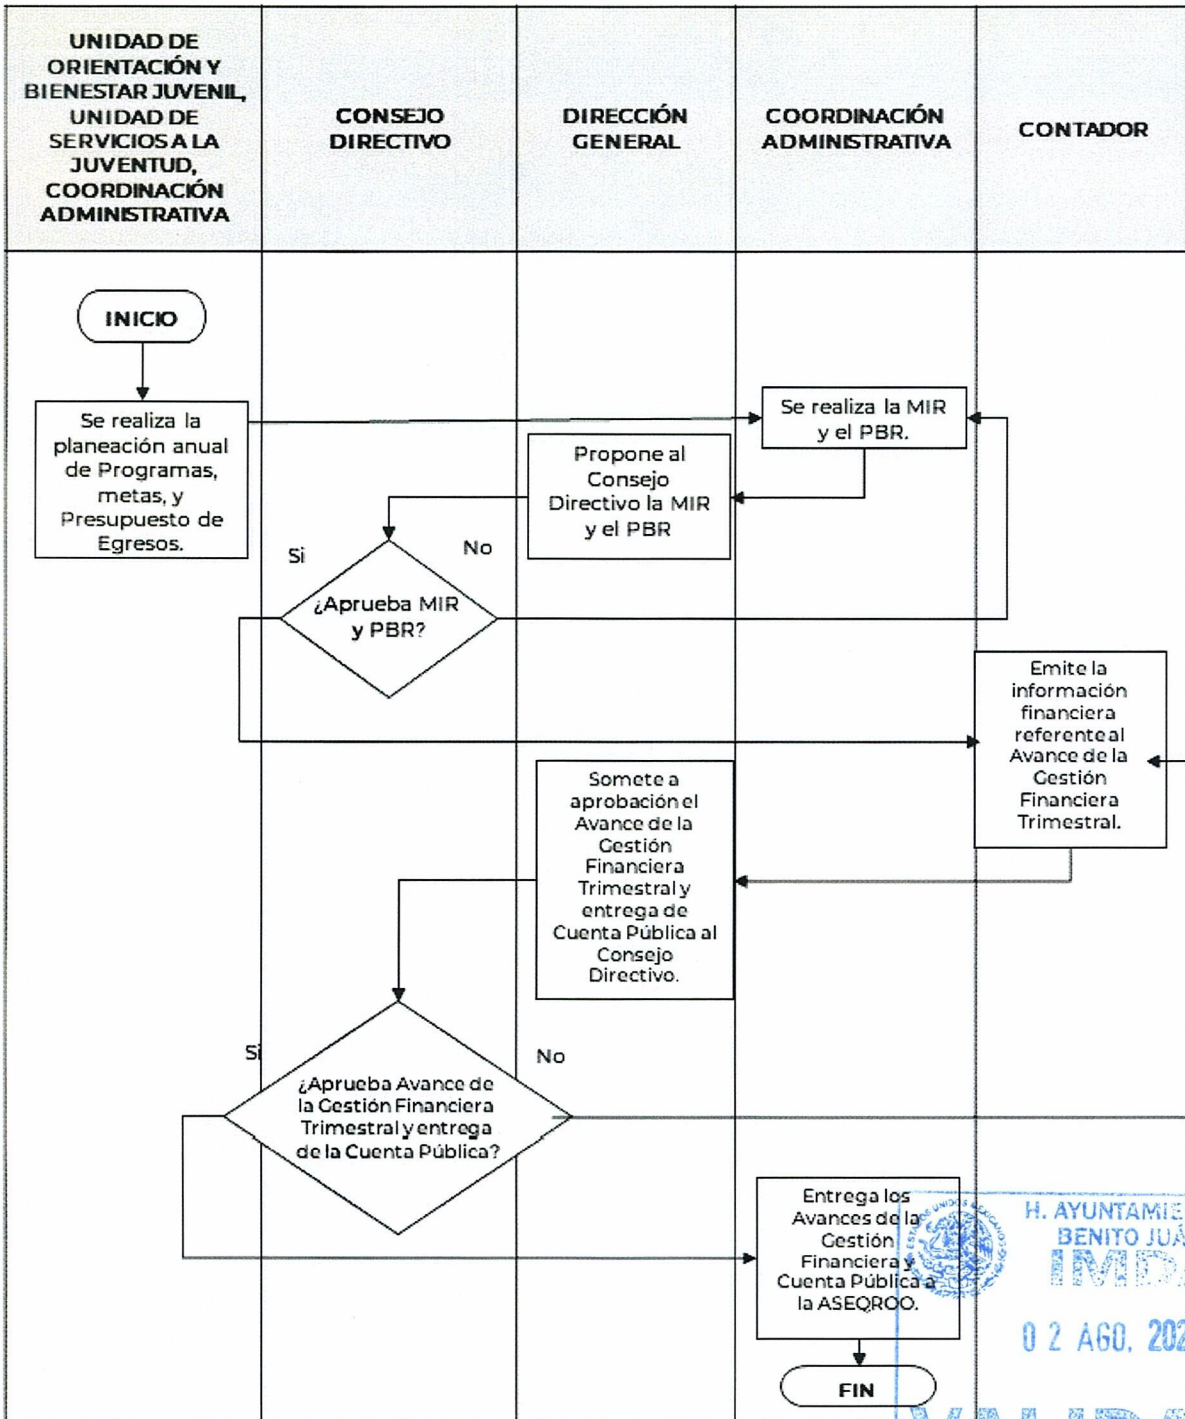 UNIDAD DE
ORIENTACIÓN Y
BIENESTAR JUVENIL,
UNIDAD DE
SERVICIOS A LA
JUVENTUD,
COORDINACIÓN
ADMINISTRATIVA
CONSEJO
DIRECTIVO
DIRECCIÓN
GENERAL
COORDINACIÓN
ADMINISTRATIVA
CONTADOR
INICIO
Se realiza la
planeación anual
de Programas,
metas, y
Presupuesto de
Egresos.
Se realiza la MIR
y el PBR.
Propone al
Consejo
Directivo la MIR
y el PBR
Si
No
¿Aprueba MIR
y PBR?
Emite la
información
financiera
referente al
Avance de la
Gestión
Financiera
Trimestral.
Somete a
aprobación el
Avance de la
Gestión
Financiera
Trimestral y
entrega de
Cuenta Pública al
Consejo
Directivo.
Si
No
¿Aprueba Avance de
la Gestión Financiera
Trimestral y entrega
de la Cuenta Pública?
Entrega los
Avances de la
Gestión
Financiera y
Cuenta Pública a
la ASEQROO.
FIN
ESTADOS UNIDOS MEXICANOS
H. AYUNTAMIE
BENITO JUÁ
IMD
02 AGO, 202